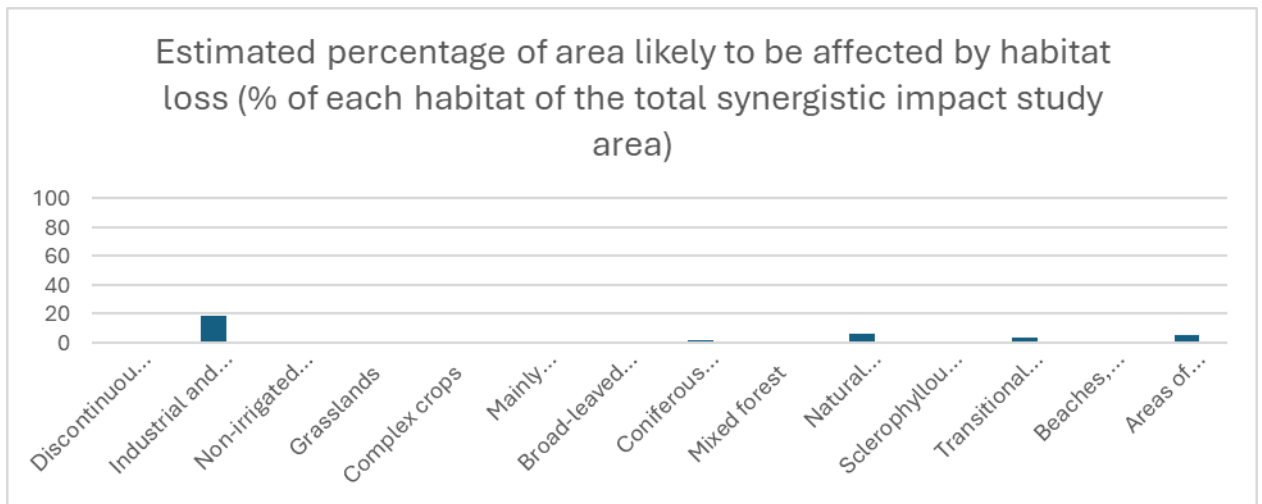 Estimated percentage of area likely to be affected by habitat
loss (% of each habitat of the total synergistic impact study
area)
100
80
60
40
20
0
Discontinuou...
Industrial and...
Non-irrigated...
Grasslands
Complex crops
Mainly...
Broad-leaved...
Coniferous...
Mixed forest
Natural...
Sclerophyllou...
Transitional...
Beaches,...
Areas of...